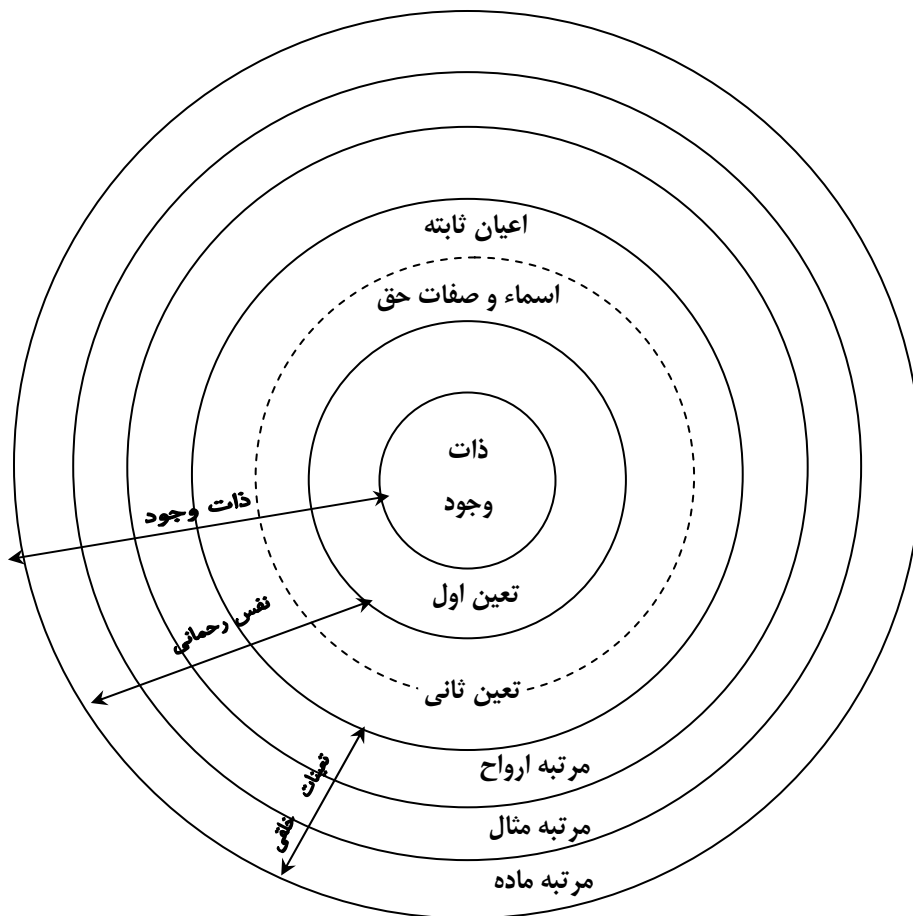 اعیان ثابته
اسماء و صفات حق
ذات
وجود
ذات وجود
تعین اول
نفس رحمانی
تعین ثانی
تعینات خلقی
مرتبه ارواح
مرتبه مثال
مرتبه ماده